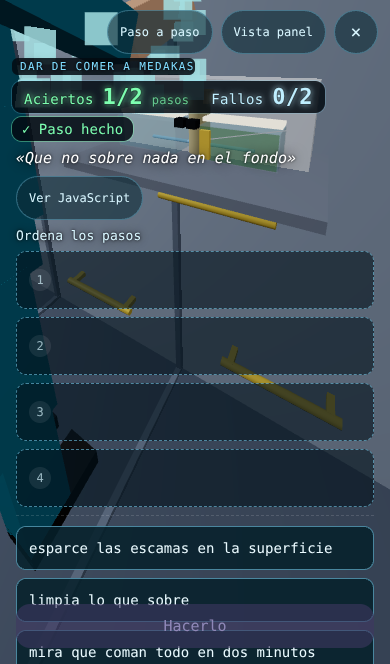 Paso a paso
Vista panel
×
DAR DE COMER A MEDAKAS
Aciertos 1/2 pasos Fallos 0/2
✓ Paso hecho
«Que no sobre nada en el fondo»
Ver JavaScript
Ordena los pasos
1
2
3
4
esparce las escamas en la superficie
limpia lo que sobre
Hacerlo
mira que coman todo en dos minutos